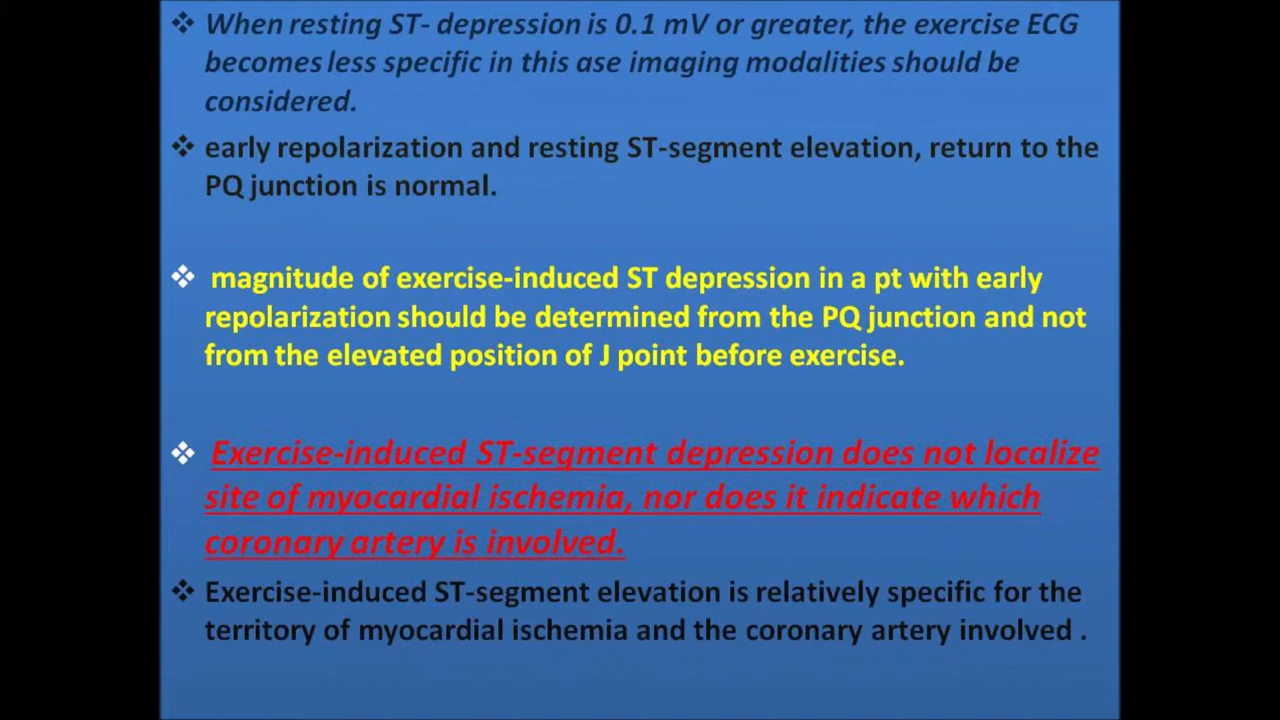 ❖ When resting ST- depression is 0.1 mV or greater, the exercise ECG
becomes less specific in this ase imaging modalities should be
considered.
❖ early repolarization and resting ST-segment elevation, return to the
PQ junction is normal.
❖ magnitude of exercise-induced ST depression in a pt with early
repolarization should be determined from the PQ junction and not
from the elevated position of J point before exercise.
❖ Exercise-induced ST-segment depression does not localize
site of myocardial ischemia, nor does it indicate which
coronary artery is involved.
❖ Exercise-induced ST-segment elevation is relatively specific for the
territory of myocardial ischemia and the coronary artery involved .